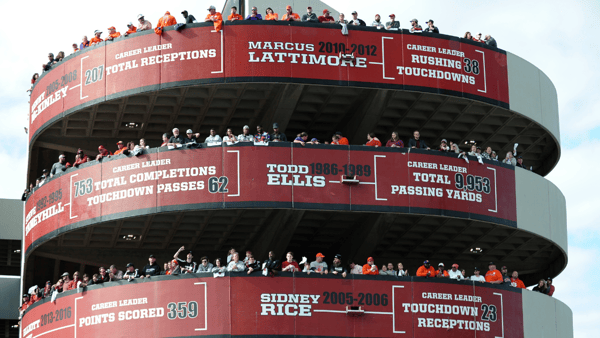 CAREER LEADER
207 TOTAL RECEPTIONS
MARCUS 2010-2012
LATTIMORE
CAREER LEADER
RUSHING 38
TOUCHDOWNS
CAREER LEADER
753 TOTAL COMPLETIONS
TOUCHDOWN PASSES 62
TODD 1986-1989
ELLIS
CAREER LEADER
TOTAL 9,953
PASSING YARDS
2013-2016
CAREER LEADER
POINTS SCORED 359
SIDNEY 2005-2006
RICE
CAREER LEADER
TOUCHDOWN 23
RECEPTIONS